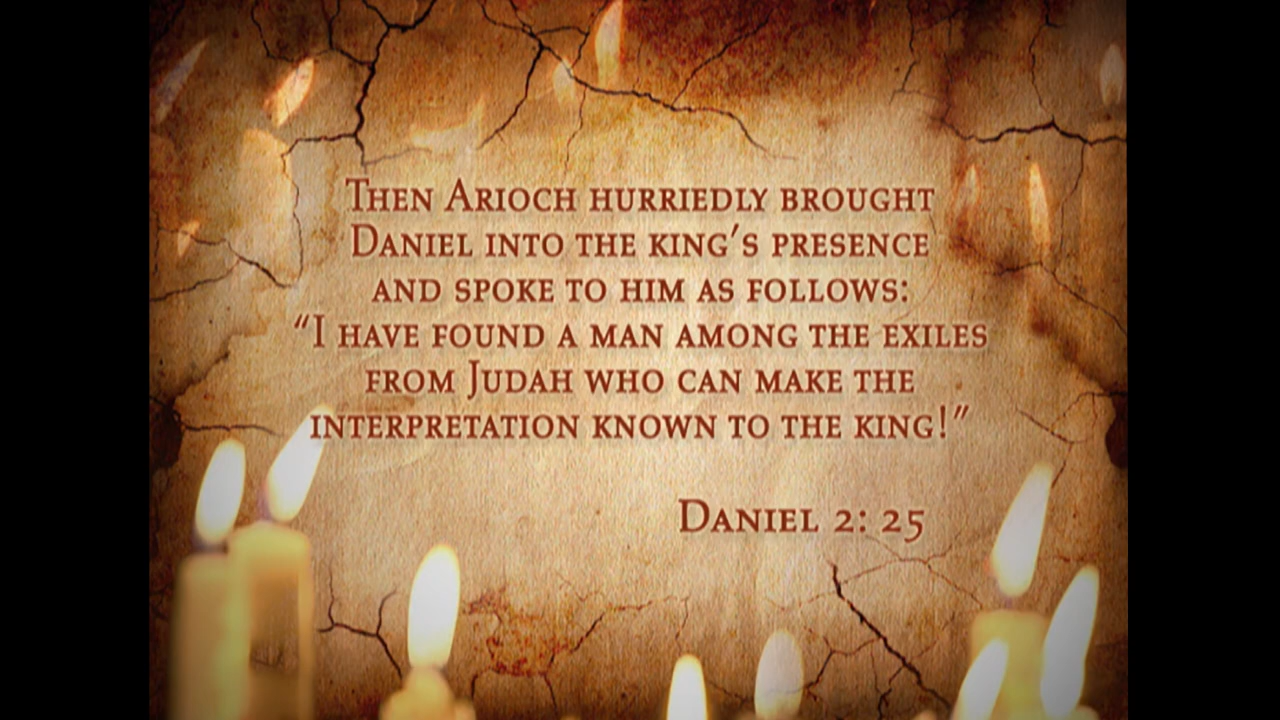 Then Arioch hurriedly brought
Daniel into the king's presence
and spoke to him as follows:
“I have found a man among the exiles
from Judah who can make the
interpretation known to the king!”
Daniel 2: 25